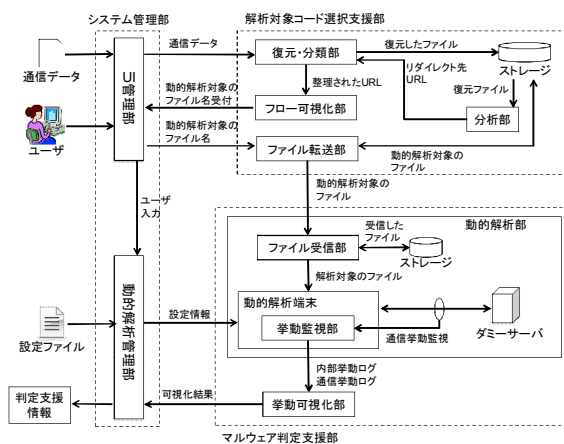 システム管理部
解析対象コード選択支援部
通信データ
UI管理部
通信データ
復元・分類部
復元したファイル
ストレージ
リダイレクト先
URL
復元ファイル
整理されたURL
動的解析対象の
ファイル名受付
フロー可視化部
分析部
ユーザ
動的解析対象の
ファイル名
ファイル転送部
動的解析対象の
ファイル
動的解析対象の
ファイル
ユーザ
入力
動的解析部
ファイル受信部
受信した
ファイル
ストレージ
解析対象のファイル
動的解析管理部
設定情報
動的解析端末
挙動監視部
通信挙動監視
ダミーサーバ
設定ファイル
内部挙動ログ
通信挙動ログ
判定支援
情報
可視化結果
挙動可視化部
マルウェア判定支援部